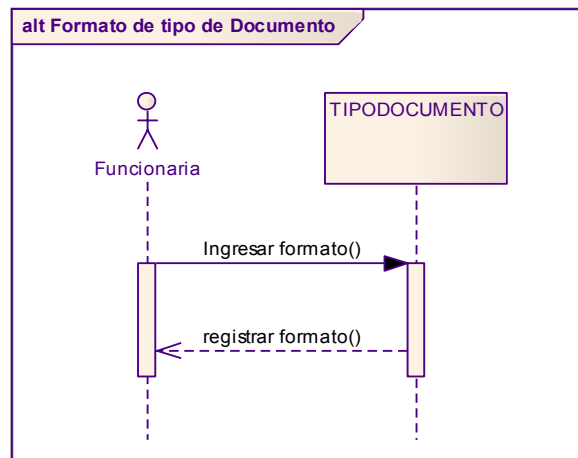 alt Formato de tipo de Documento
TIPODOCUMENTO
Funcionaria
Ingresar formato()
registrar formato()